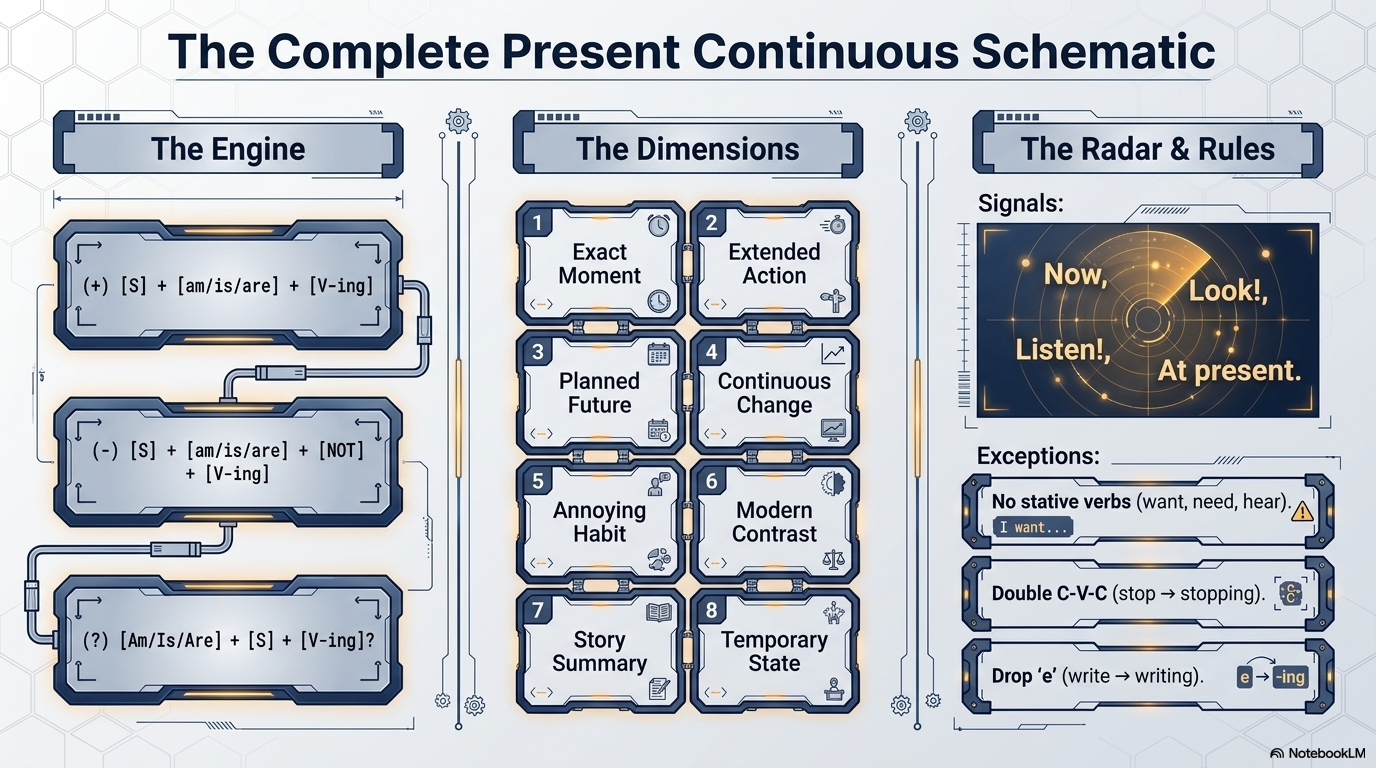 The Complete Present Continuous Schematic
The Engine
(+) [S] + [am/is/are] + [V-ing]
(-) [S] + [am/is/are] + [NOT]
+ [V-ing]
(?) [Am/Is/Are] + [S] + [V-ing]?
The Dimensions
1
Exact
Moment
2
Extended
Action
3
Planned
Future
4
Continuous
Change
5
Annoying
Habit
6
Modern
Contrast
7
Story
Summary
8
Temporary
State
The Radar & Rules
Signals:
Now,
Look!,
Listen!,
At present.
Exceptions:
No stative verbs (want, need, hear).
I want...
Double C-V-C (stop → stopping).
C
C
Drop ‘e’ (write → writing).
e → -ing
NotebookLM